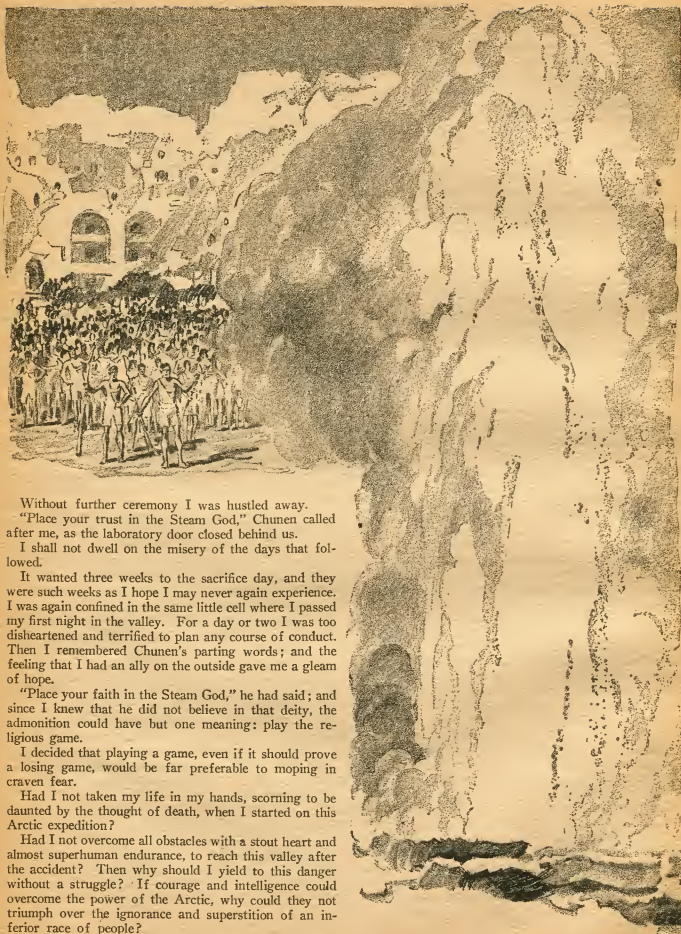 Without further ceremony I was hustled away.
"Place your trust in the Steam God," Chunen called
after me, as the laboratory door closed behind us.
I shall not dwell on the misery of the days that fol-
lowed.
It wanted three weeks to the sacrifice day, and they
were such weeks as I hope I may never again experience.
I was again confined in the same little cell where I passed
my first night in the valley. For a day or two I was too
disheartened and terrified to plan any course of conduct.
Then I remembered Chunen's parting words; and the
feeling that I had an ally on the outside gave me a gleam
of hope.
"Place your faith in the Steam God," he had said; and
since I knew that he did not believe in that deity, the
admonition could have but one meaning: play the re-
ligious game.
I decided that playing a game, even if it should prove
a losing game, would be far preferable to moping in
craven fear.
Had I not taken my life in my hands, scorning to be
daunted by the thought of death, when I started on this
Arctic expedition?
Had I not overcome all obstacles with a stout heart and
almost superhuman endurance, to reach this valley after
the accident? Then why should I yield to this danger
without a struggle? If courage and intelligence could
overcome the power of the Arctic, why could they not
triumph over the ignorance and superstition of an in-
ferior race of people?